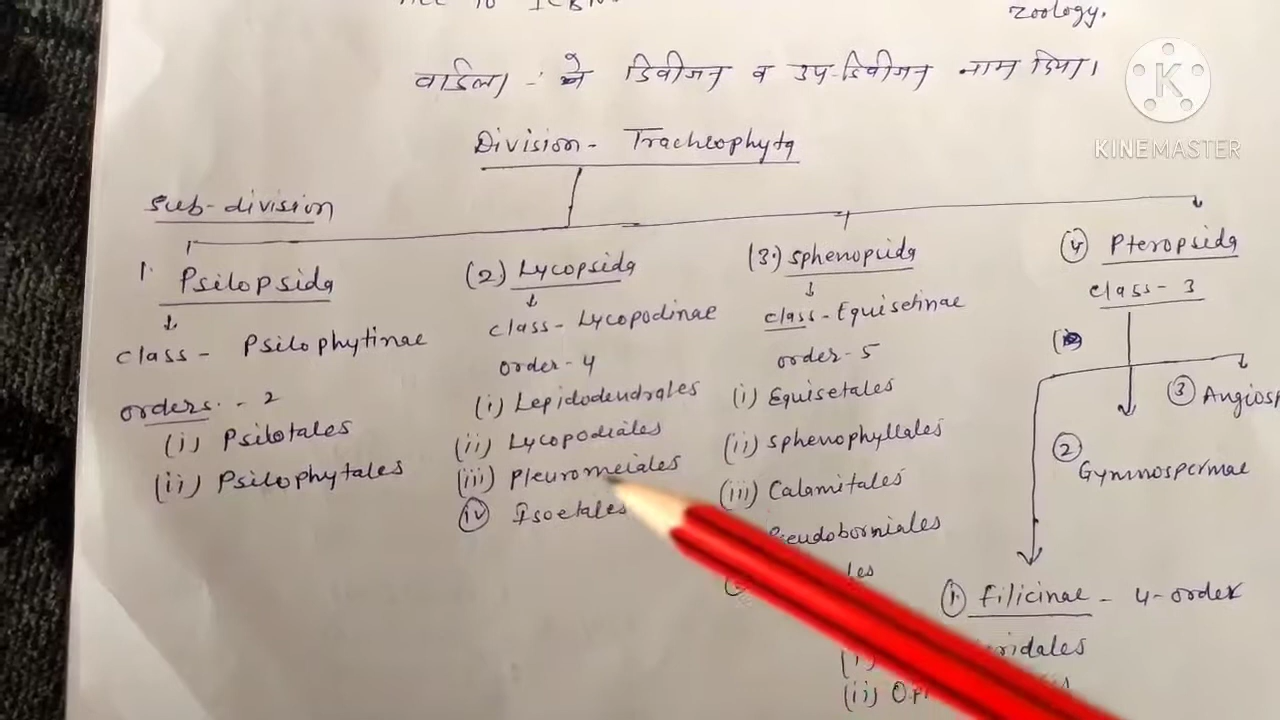 Zoology.
वार्डल :- ने डिवीजन व उप-डिवीजन नाम दिया।
KINEMASTER
Division - Tracheophyta
Sub-division
1. Psilopsida
class - Psilophytinae
orders. - 2
(i) Psilotales
(ii) Psilophytales
(2) Lycopsida
class - Lycopodinae
order - 4
(i) Lepidodendrales
(ii) Lycopodiales
(iii) Pleuromeiales
(iv) Isoetales
(3.) Sphenopsida
class - Equisetinae
order - 5
(i) Equisetales
(ii) Sphenophyllales
(iii) Calamitales
(4) Pteropsida
class - 3
(3) Angiosp
(2)
Gymnospermae
(1. Filicinae - 4-order
(i)
(ii)